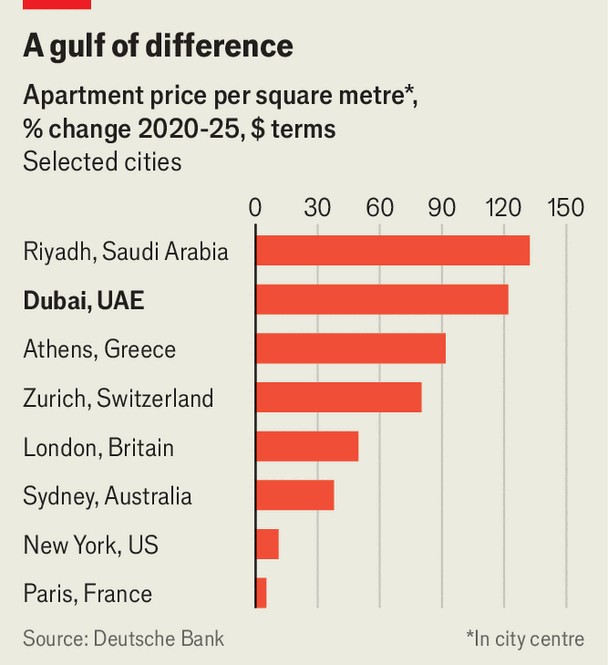 A gulf of difference
Apartment price per square metre*,
% change 2020-25, $ terms
Selected cities
0 30 60 90 120 150
Riyadh, Saudi Arabia
Dubai, UAE
Athens, Greece
Zurich, Switzerland
London, Britain
Sydney, Australia
New York, US
Paris, France
Source: Deutsche Bank
*In city centre